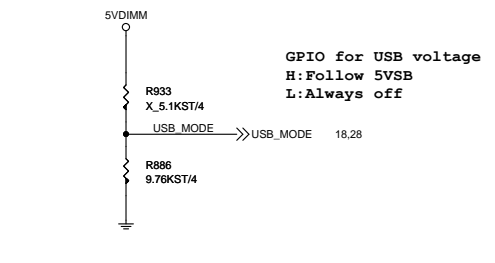 5VDIMM
GPIO for USB voltage
H:Follow 5VSB
L:Always off
R933
X_5.1KST/4
USB_MODE
USB_MODE 18,28
R886
9.76KST/4